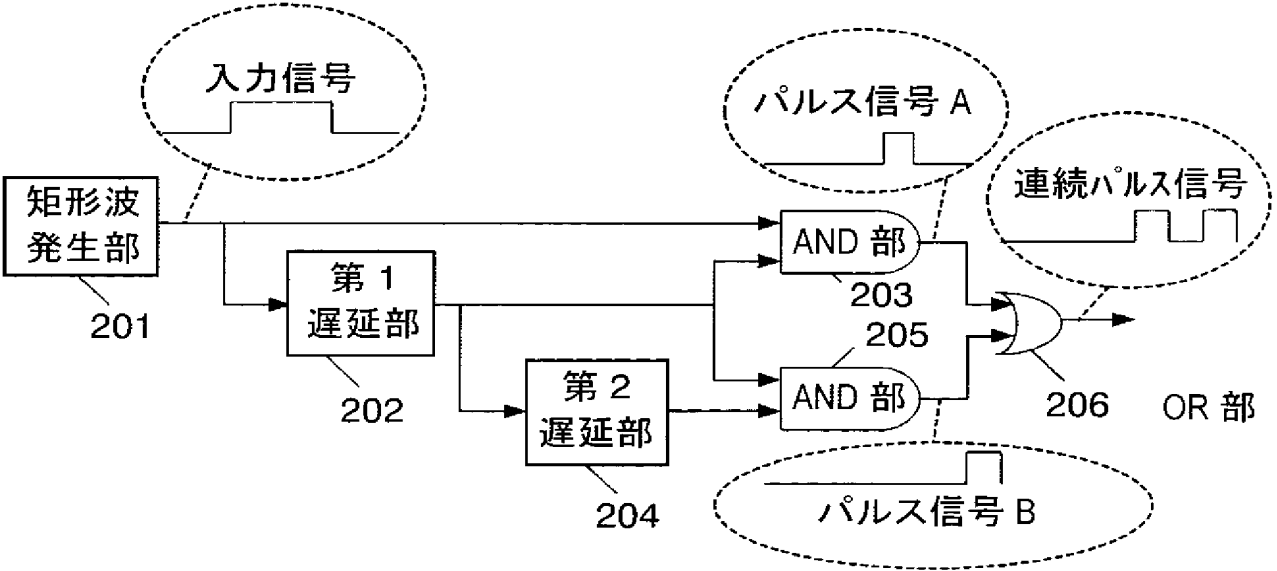 入力信号
パルス信号 A
連続パルス信号
矩形波
発生部
201
AND 部
203
第 1
遅延部
202
205
第 2
遅延部
204
AND 部
206
OR 部
パルス信号 B